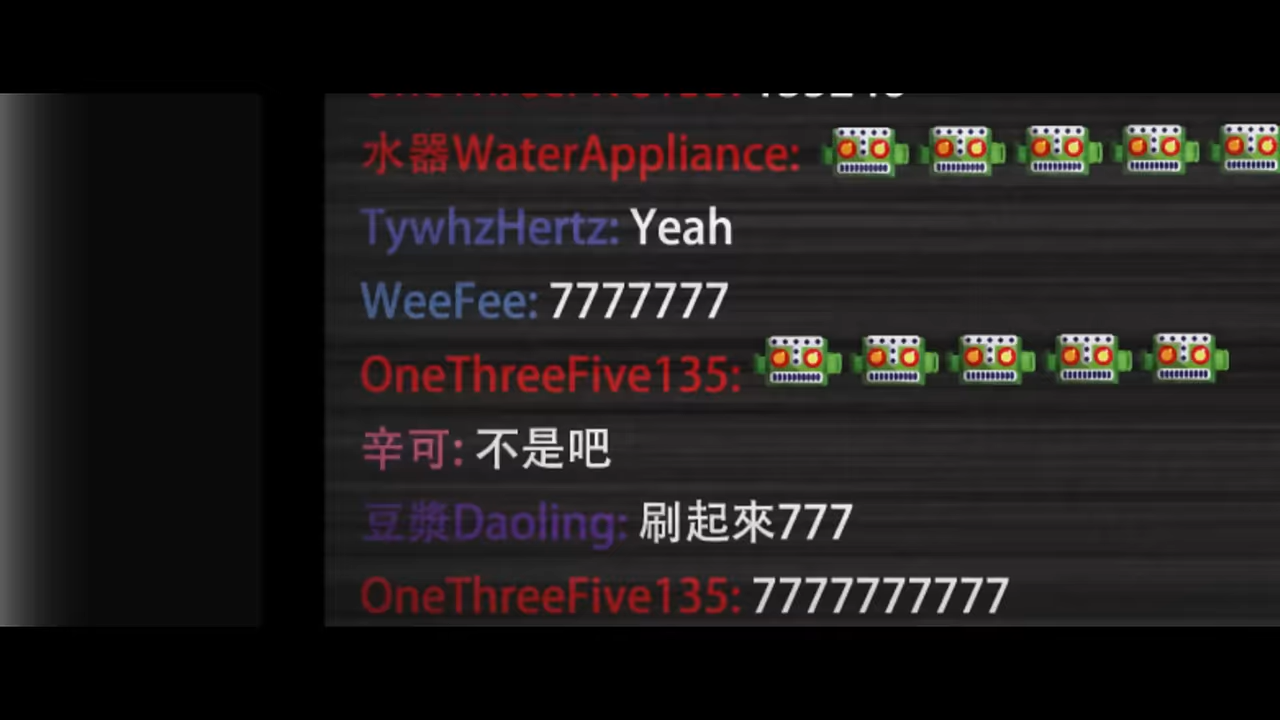 水器WaterAppliance:
TywhzHertz: Yeah
WeeFee: 7777777
OneThreeFive135:
辛可: 不是吧
豆漿Daoling: 刷起來777
OneThreeFive135: 7777777777